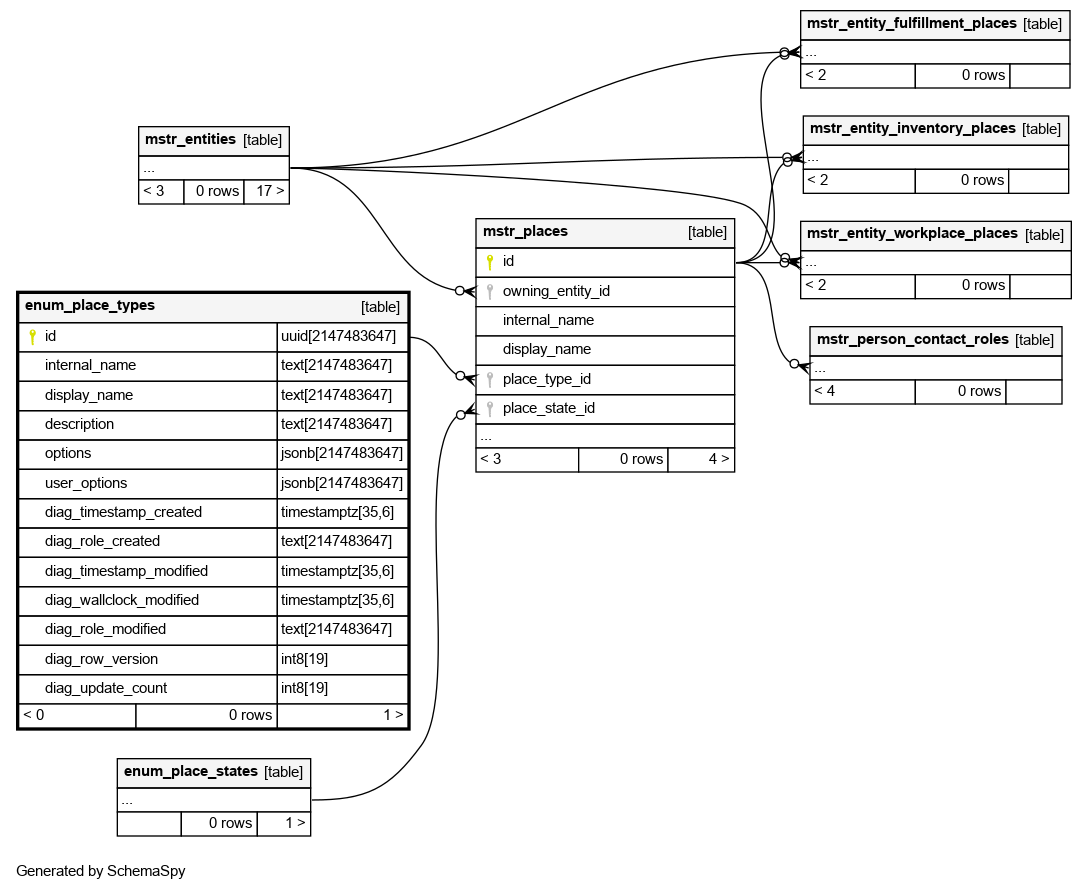 mstr_entity_fulfillment_places [table]
...
< 2 0 rows
mstr_entities [table]
...
< 3 0 rows 17 >
mstr_entity_inventory_places [table]
...
< 2 0 rows
mstr_entity_workplace_places [table]
...
< 2 0 rows
mstr_places [table]
id
owning_entity_id
internal_name
display_name
place_type_id
place_state_id
...
< 3 0 rows 4 >
mstr_person_contact_roles [table]
...
< 4 0 rows
enum_place_types [table]
id uuid[2147483647]
internal_name text[2147483647]
display_name text[2147483647]
description text[2147483647]
options jsonb[2147483647]
user_options jsonb[2147483647]
diag_timestamp_created timestamptz[35,6]
diag_role_created text[2147483647]
diag_timestamp_modified timestamptz[35,6]
diag_wallclock_modified timestamptz[35,6]
diag_role_modified text[2147483647]
diag_row_version int8[19]
diag_update_count int8[19]
< 0 0 rows 1 >
enum_place_states [table]
...
0 rows 1 >
Generated by SchemaSpy